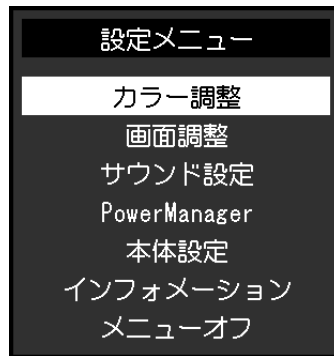 設定メニュー
カラー調整
画面調整
サウンド設定
PowerManager
本体設定
インフォメーション
メニューオフ